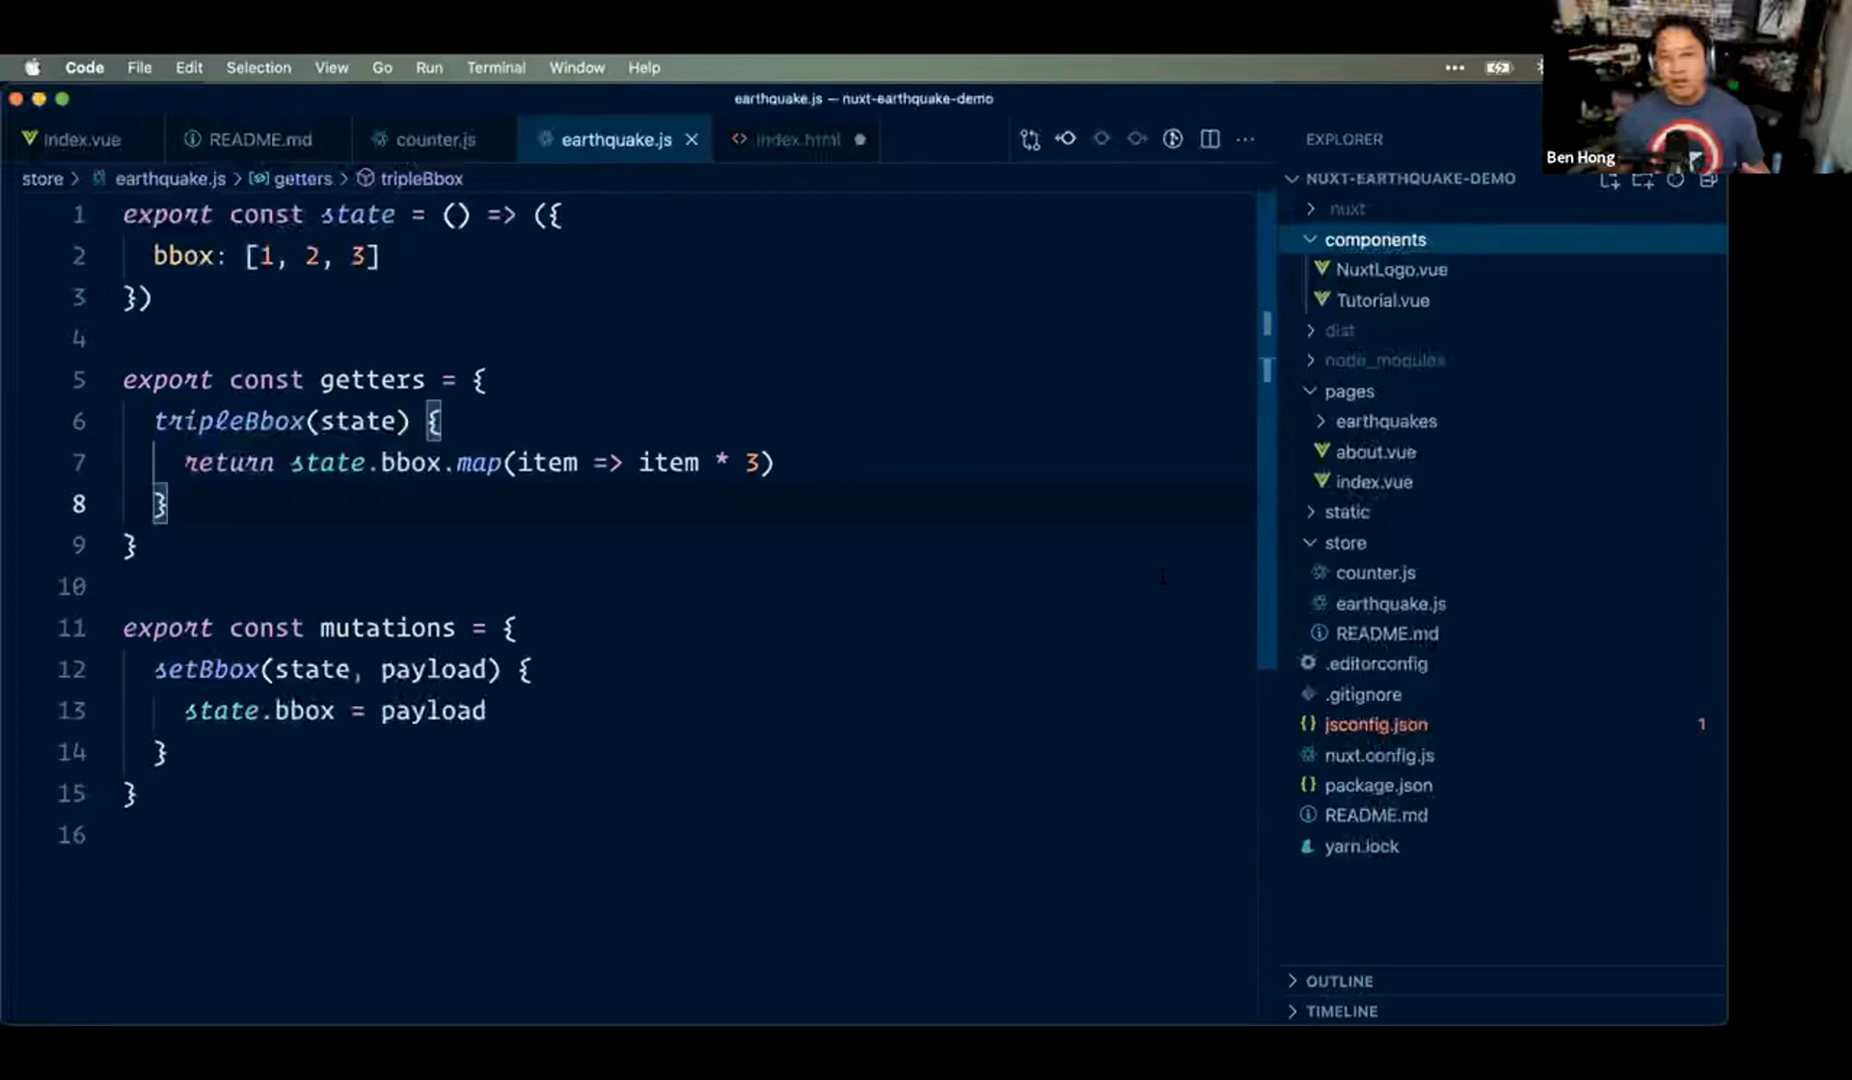 Code File Edit Selection View Go Run Terminal Window Help
earthquake.js — nuxt-earthquake-demo
index.vue README.md counter.js earthquake.js index.html
EXPLORER
Ben Hong
store > earthquake.js > getters > tripleBbox
NUXT-EARTHQUAKE-DEMO
1 export const state = () => ({
2 bbox: [1, 2, 3]
3 })
4
5 export const getters = {
6 tripleBbox(state) {
7 return state.bbox.map(item => item * 3)
8 }
9 }
10
11 export const mutations = {
12 setBbox(state, payload) {
13 state.bbox = payload
14 }
15 }
16
nuxt
components
NuxtLogo.vue
Tutorial.vue
dist
node_modules
pages
earthquakes
about.vue
index.vue
static
store
counter.js
earthquake.js
README.md
.editorconfig
.gitignore
jsconfig.json 1
nuxt.config.js
package.json
README.md
yarn.lock
OUTLINE
TIMELINE